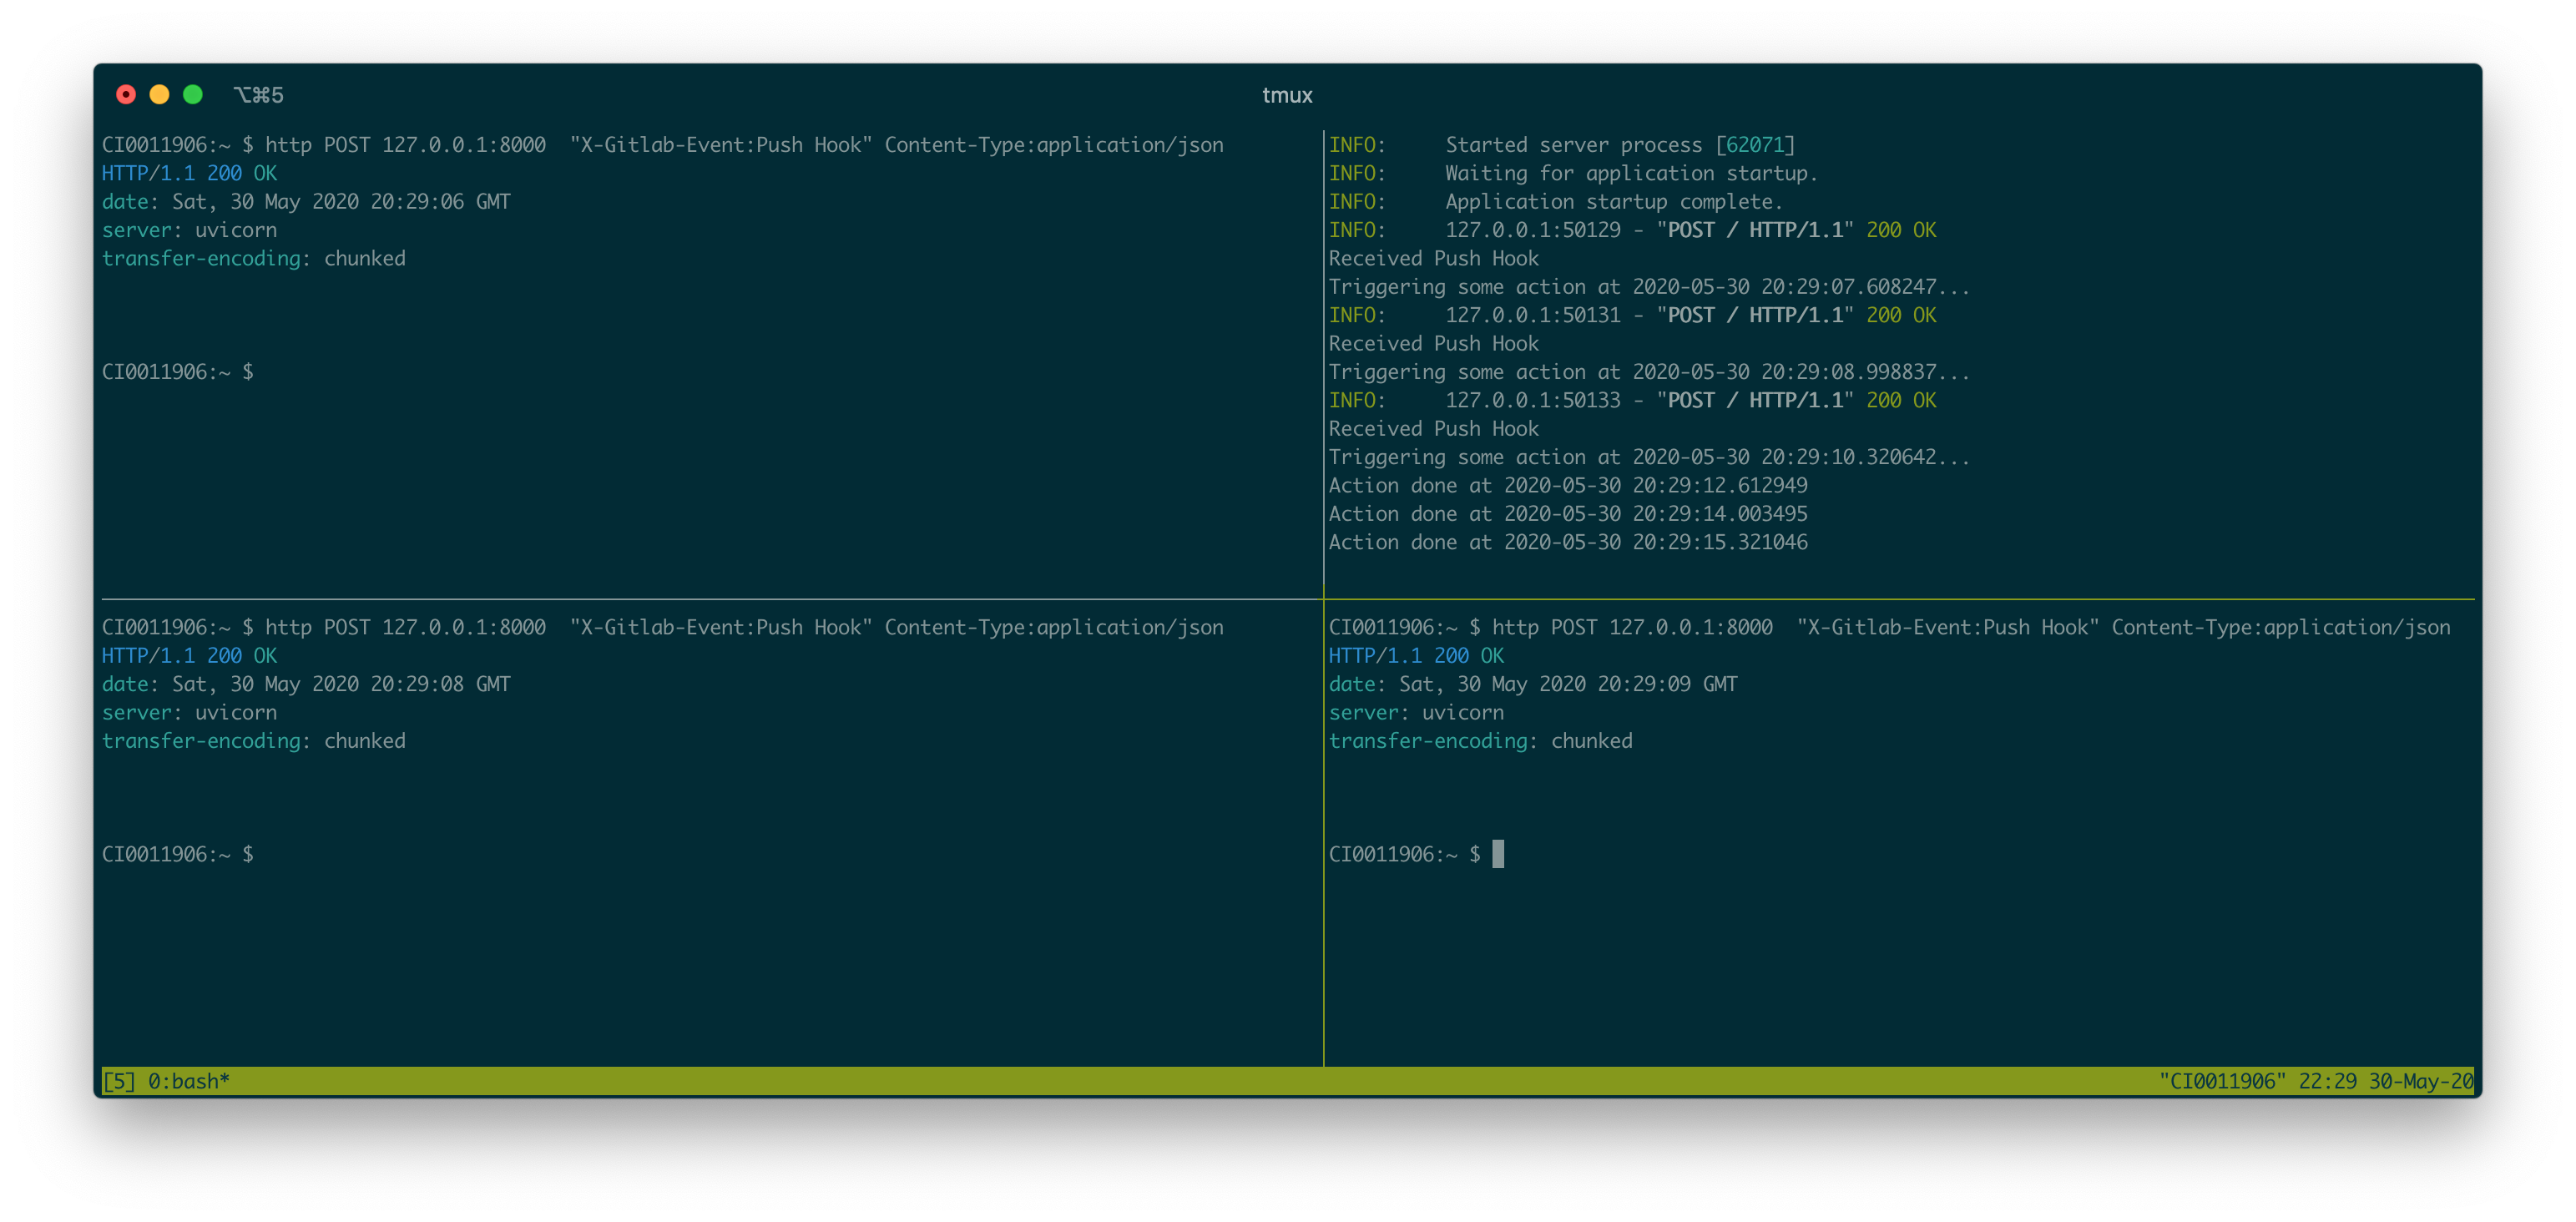 ⌥⌘5
tmux
CI0011906:~ $ http POST 127.0.0.1:8000  "X-Gitlab-Event:Push Hook" Content-Type:application/json
HTTP/1.1 200 OK
date: Sat, 30 May 2020 20:29:06 GMT
server: uvicorn
transfer-encoding: chunked
CI0011906:~ $
INFO:     Started server process [62071]
INFO:     Waiting for application startup.
INFO:     Application startup complete.
INFO:     127.0.0.1:50129 - "POST / HTTP/1.1" 200 OK
Received Push Hook
Triggering some action at 2020-05-30 20:29:07.608247...
INFO:     127.0.0.1:50131 - "POST / HTTP/1.1" 200 OK
Received Push Hook
Triggering some action at 2020-05-30 20:29:08.998837...
INFO:     127.0.0.1:50133 - "POST / HTTP/1.1" 200 OK
Received Push Hook
Triggering some action at 2020-05-30 20:29:10.320642...
Action done at 2020-05-30 20:29:12.612949
Action done at 2020-05-30 20:29:14.003495
Action done at 2020-05-30 20:29:15.321046
CI0011906:~ $ http POST 127.0.0.1:8000  "X-Gitlab-Event:Push Hook" Content-Type:application/json
HTTP/1.1 200 OK
date: Sat, 30 May 2020 20:29:08 GMT
server: uvicorn
transfer-encoding: chunked
CI0011906:~ $
CI0011906:~ $ http POST 127.0.0.1:8000  "X-Gitlab-Event:Push Hook" Content-Type:application/json
HTTP/1.1 200 OK
date: Sat, 30 May 2020 20:29:09 GMT
server: uvicorn
transfer-encoding: chunked
CI0011906:~ $
[5] 0:bash*
"CI0011906" 22:29 30-May-20